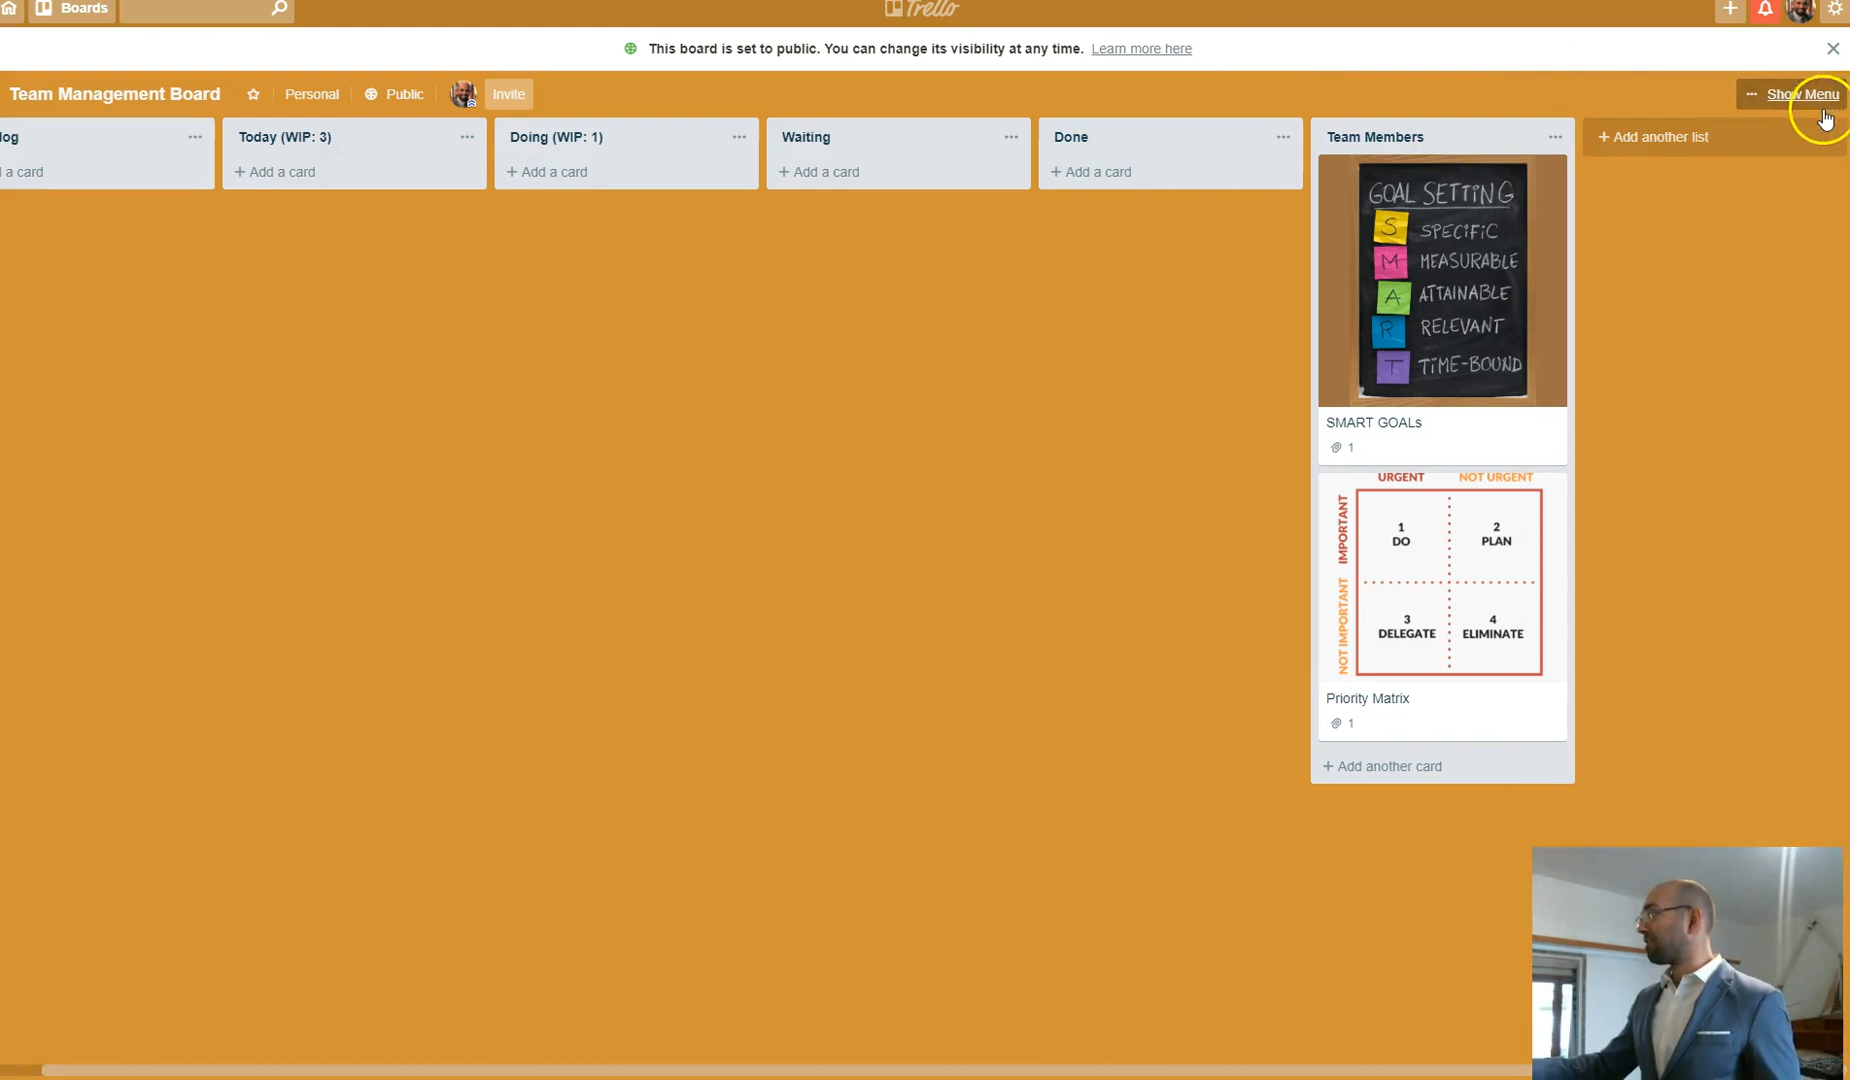 Boards
Trello
This board is set to public. You can change its visibility at any time. Learn more here
Team Management Board
Personal
Public
Invite
Show Menu
log
a card
Today (WIP: 3)
+ Add a card
Doing (WIP: 1)
+ Add a card
Waiting
+ Add a card
Done
+ Add a card
Team Members
GOAL SETTING
S SPECIFIC
M MEASURABLE
A ATTAINABLE
R RELEVANT
T TIME-BOUND
SMART GOALs
1
URGENT NOT URGENT
IMPORTANT
1
DO
2
PLAN
NOT IMPORTANT
3
DELEGATE
4
ELIMINATE
Priority Matrix
1
+ Add another card
+ Add another list